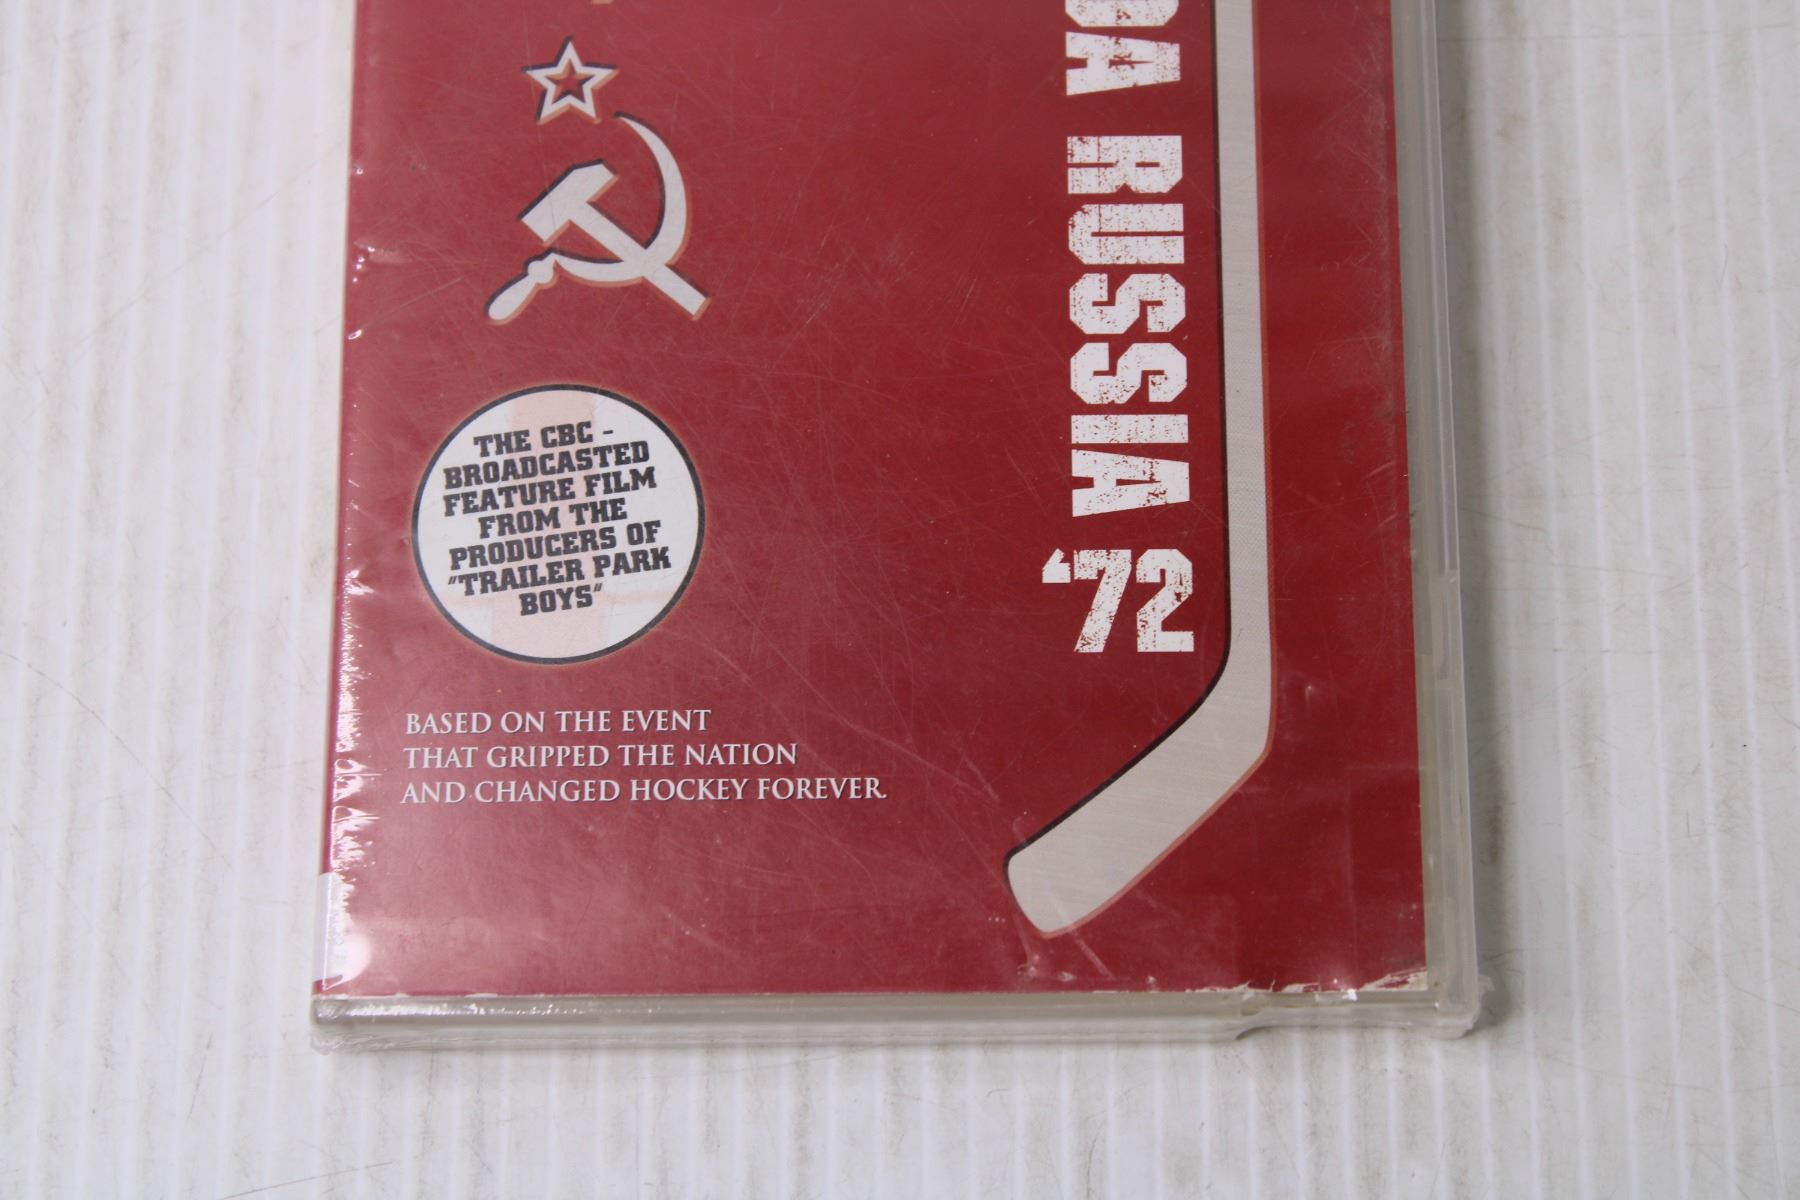 DA RUSSIA '72
THE CBC -
BROADCASTED
FEATURE FILM
FROM THE
PRODUCERS OF
"TRAILER PARK
BOYS"
BASED ON THE EVENT
THAT GRIPPED THE NATION
AND CHANGED HOCKEY FOREVER.